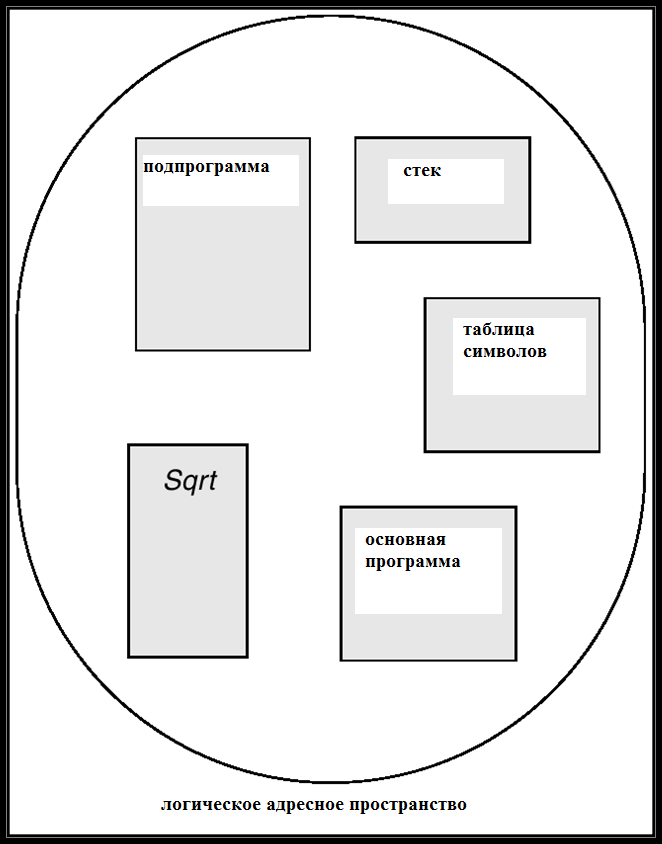 подпрограмма
стек
таблица
символов
Sqrt
основная
программа
логическое адресное пространство